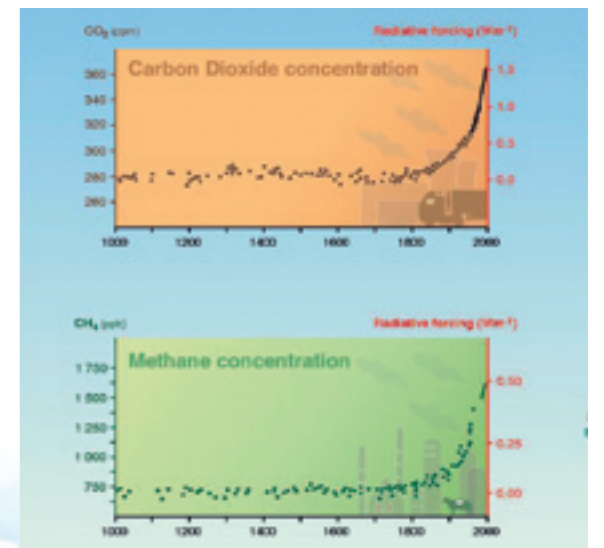 CO₂ (ppm)
Radiative forcing (Wm⁻²)
Carbon Dioxide concentration
360
340
320
300
280
260
1.5
1.0
0.5
0.0
1000 1200 1400 1600 1800 2000
CH₄ (ppb)
Radiative forcing (Wm⁻²)
Methane concentration
1 750
1 500
1 250
1 000
750
0.50
0.25
0.00
1000 1200 1400 1600 1800 2000